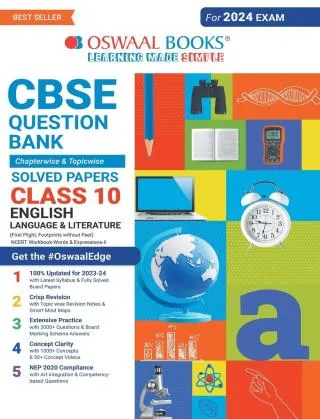 BEST SELLER
For 2024 EXAM
OSWAAL BOOKS®
LEARNING MADE SIMPLE
CBSE
QUESTION
BANK
Chapterwise & Topicwise
SOLVED PAPERS
CLASS 10
ENGLISH
LANGUAGE & LITERATURE
(First Flight, Footprints without Feet)
NCERT Workbook-Words & Expressions-II
Get the #OswaalEdge
1 100% Updated for 2023-24
with Latest Syllabus & Fully Solved
Board Papers
2 Crisp Revision
with Topic wise Revision Notes &
Smart Mind Maps
3 Extensive Practice
with 3000+ Questions & Board
Marking Scheme Answers
4 Concept Clarity
with 1000+ Concepts
& 50+ Concept Videos
5 NEP 2020 Compliance
with Art Integration & Competency-
based Questions
a